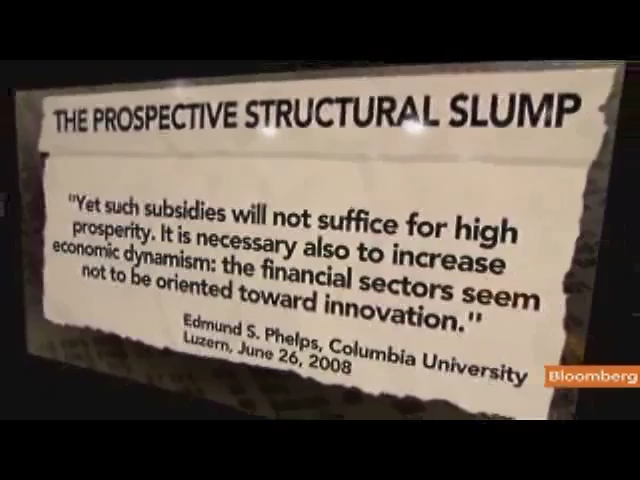 THE PROSPECTIVE STRUCTURAL SLUMP
"Yet such subsidies will not suffice for high
prosperity. It is necessary also to increase
economic dynamism: the financial sectors seem
not to be oriented toward innovation."
Edmund S. Phelps, Columbia University
Luzern, June 26, 2008
Bloomberg